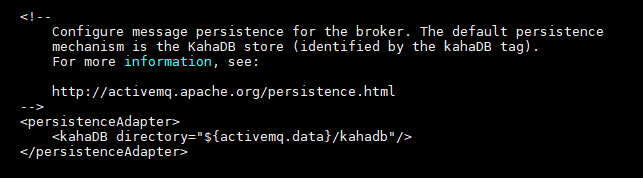 <!--
Configure message persistence for the broker. The default persistence
mechanism is the KahaDB store (identified by the kahaDB tag).
For more information, see:
http://activemq.apache.org/persistence.html
-->
<persistenceAdapter>
<kahaDB directory="${activemq.data}/kahadb"/>
</persistenceAdapter>